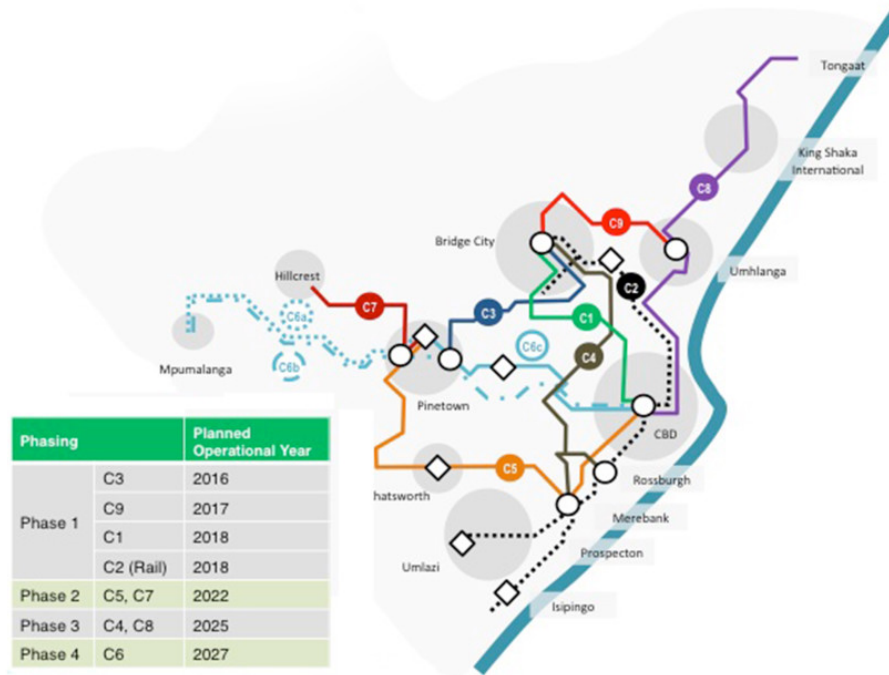 Tongaat
King Shaka
International
C8
C9
Bridge City
Umhlanga
Hillcrest
C2
C7
C6a
C3
C1
C6c
C4
Mpumalanga
C6b
Pinetown
CBD
C5
hatsworth
Rossburgh
Merebank
Umlazi
Prospecton
Isipingo
Phasing
Planned
Operational Year
Phase 1
C3 2016
C9 2017
C1 2018
C2 (Rail) 2018
Phase 2 C5, C7 2022
Phase 3 C4, C8 2025
Phase 4 C6 2027